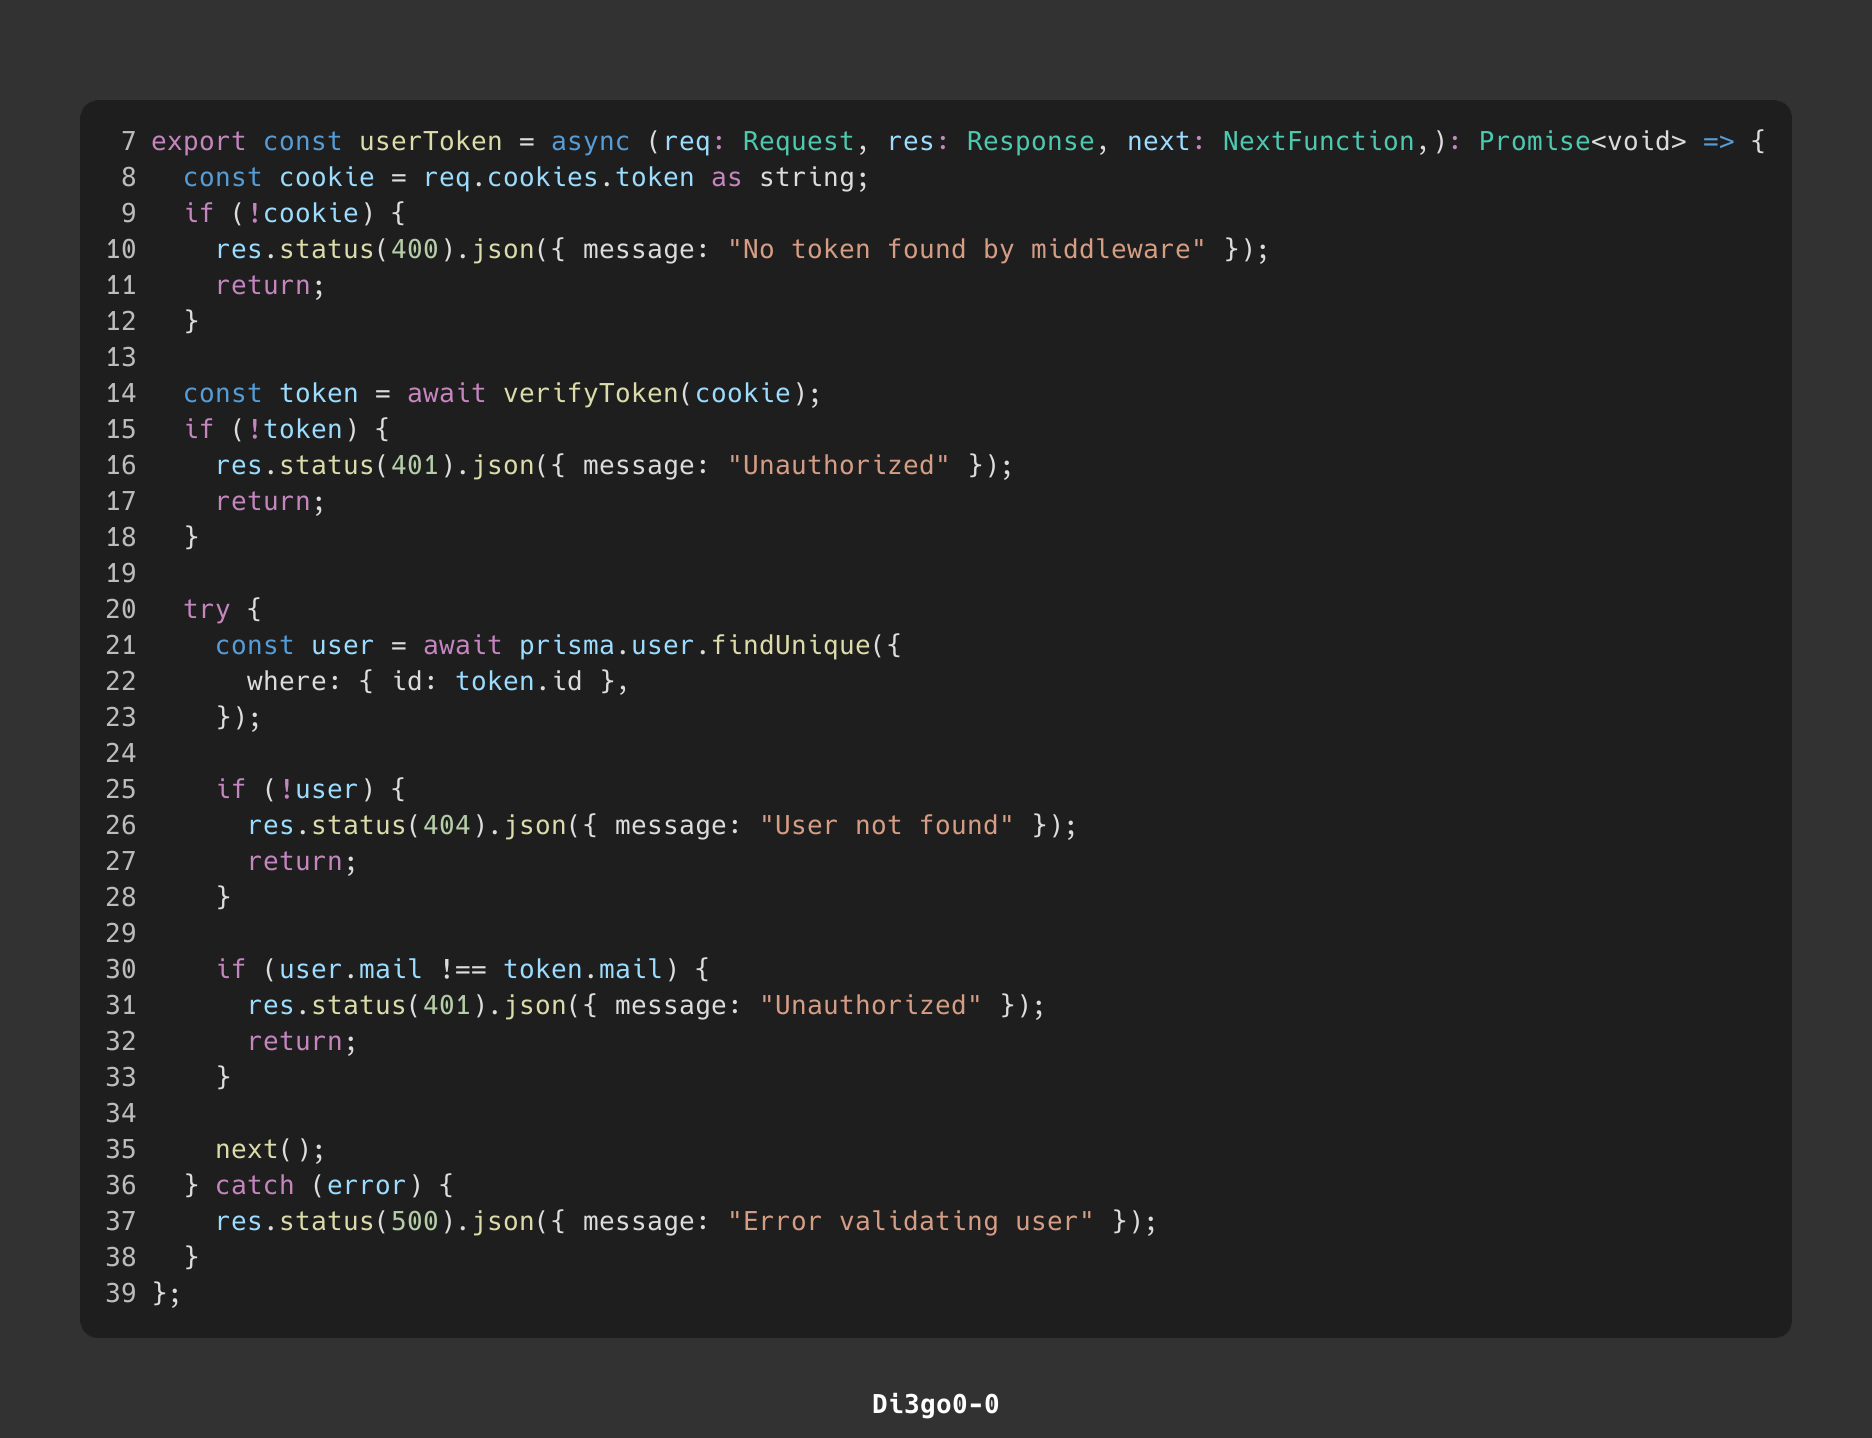 7 export const userToken = async (req: Request, res: Response, next: NextFunction,): Promise<void> => {
8   const cookie = req.cookies.token as string;
9   if (!cookie) {
10     res.status(400).json({ message: "No token found by middleware" });
11     return;
12   }
13
14   const token = await verifyToken(cookie);
15   if (!token) {
16     res.status(401).json({ message: "Unauthorized" });
17     return;
18   }
19
20   try {
21     const user = await prisma.user.findUnique({
22       where: { id: token.id },
23     });
24
25     if (!user) {
26       res.status(404).json({ message: "User not found" });
27       return;
28     }
29
30     if (user.mail !== token.mail) {
31       res.status(401).json({ message: "Unauthorized" });
32       return;
33     }
34
35     next();
36   } catch (error) {
37     res.status(500).json({ message: "Error validating user" });
38   }
39 };
Di3go0-0